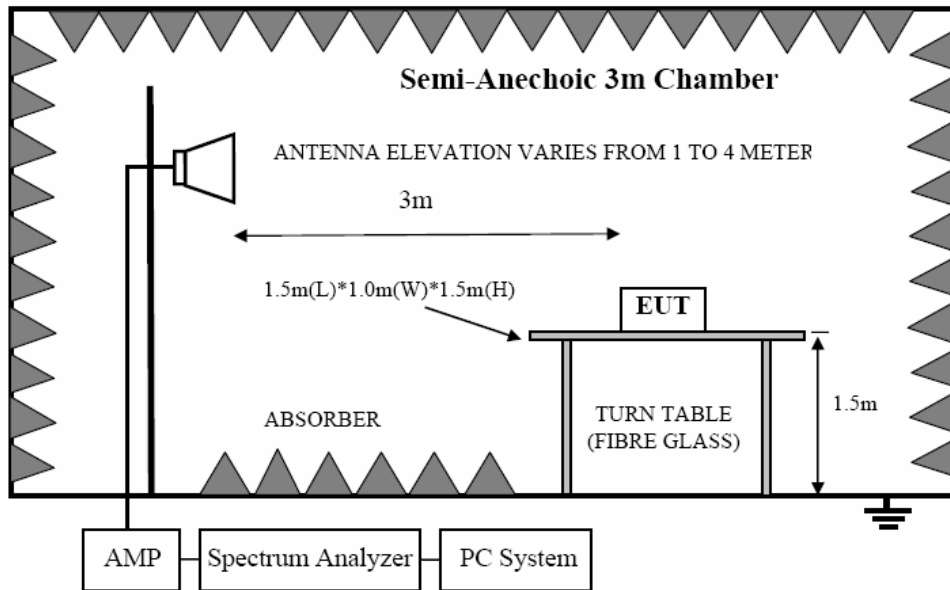 Semi-Anechoic 3m Chamber
ANTENNA ELEVATION VARIES FROM 1 TO 4 METER
3m
1.5m(L)*1.0m(W)*1.5m(H)
EUT
1.5m
ABSORBER
TURN TABLE
(FIBRE GLASS)
AMP
Spectrum Analyzer
PC System